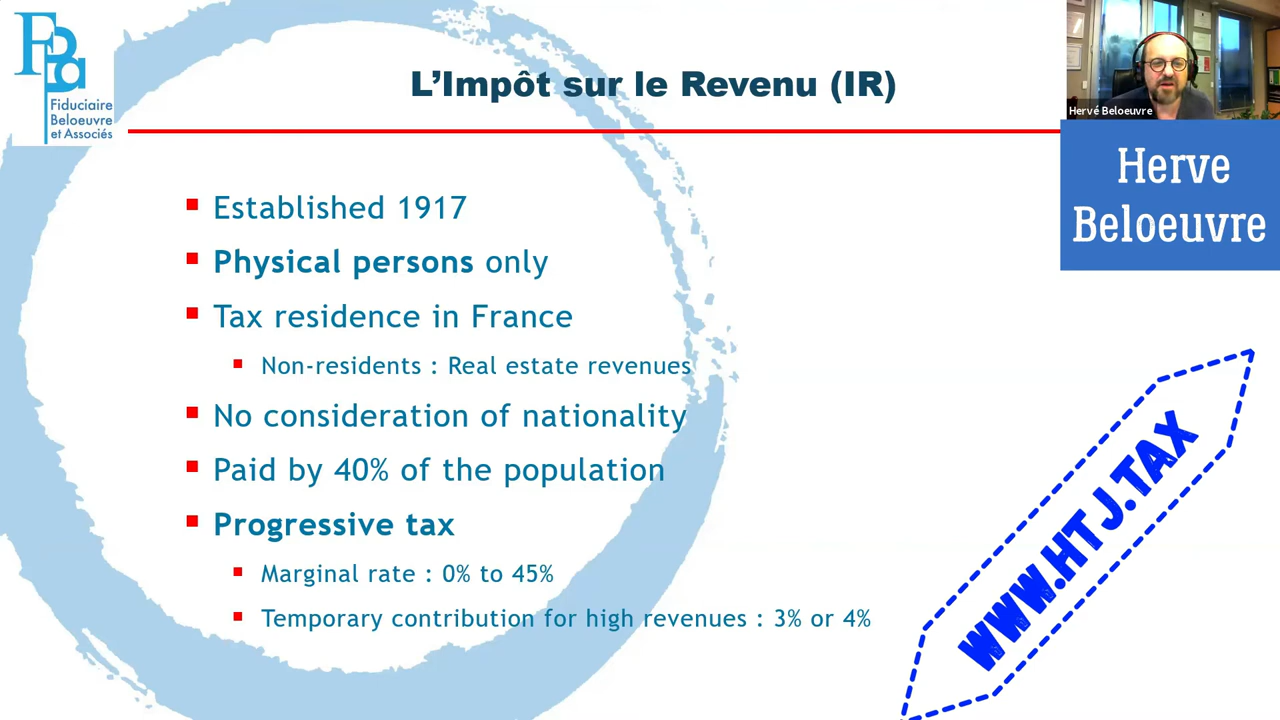 Fpa
Fiduciaire
Beloeuvre
et Associés
L’Impôt sur le Revenu (IR)
Hervé Beloeuvre
Herve
Beloeuvre
Established 1917
Physical persons only
Tax residence in France
Non-residents : Real estate revenues
No consideration of nationality
Paid by 40% of the population
Progressive tax
Marginal rate : 0% to 45%
Temporary contribution for high revenues : 3% or 4%
WWW.HTJ.TAX